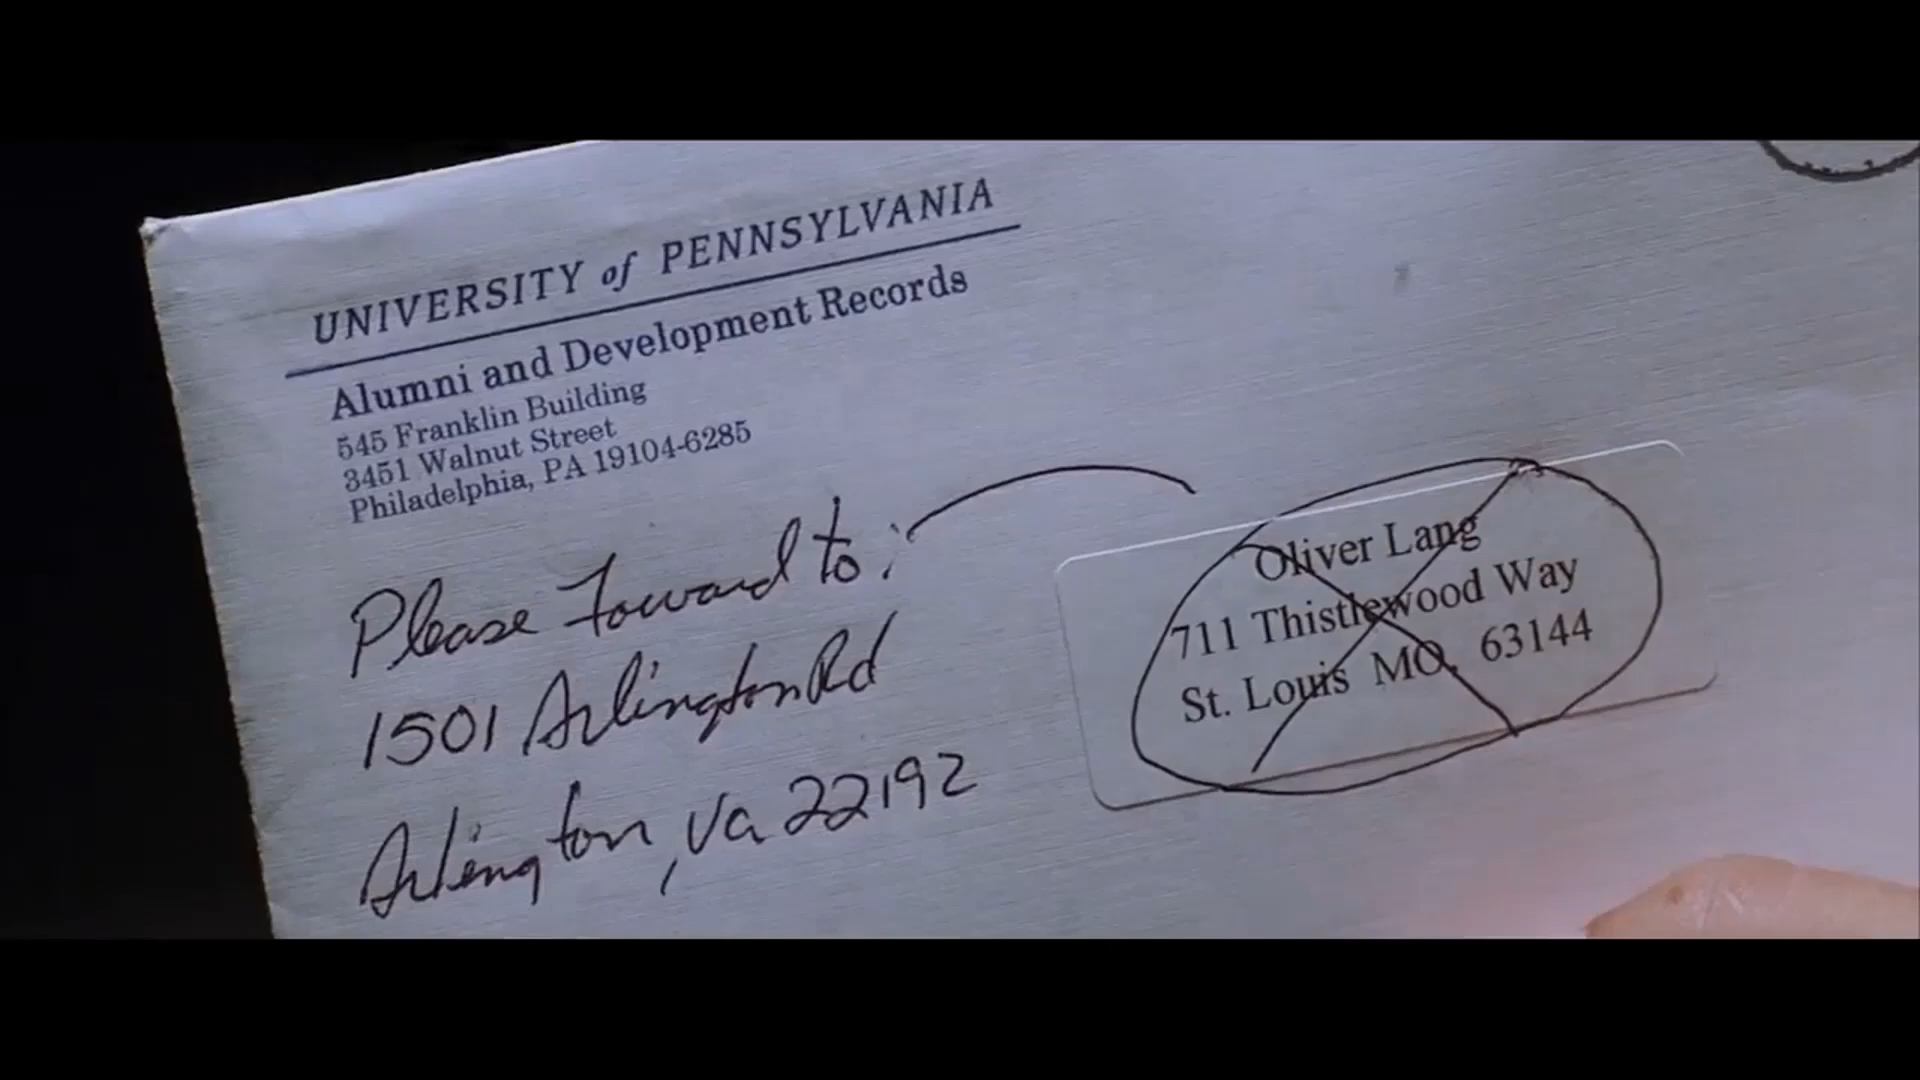 UNIVERSITY of PENNSYLVANIA
Alumni and Development Records
545 Franklin Building
3451 Walnut Street
Philadelphia, PA 19104-6285
Please Foward to:
1501 Arlington Rd
Arlington, Va 22192
Oliver Lang
711 Thistlewood Way
St. Louis MO. 63144